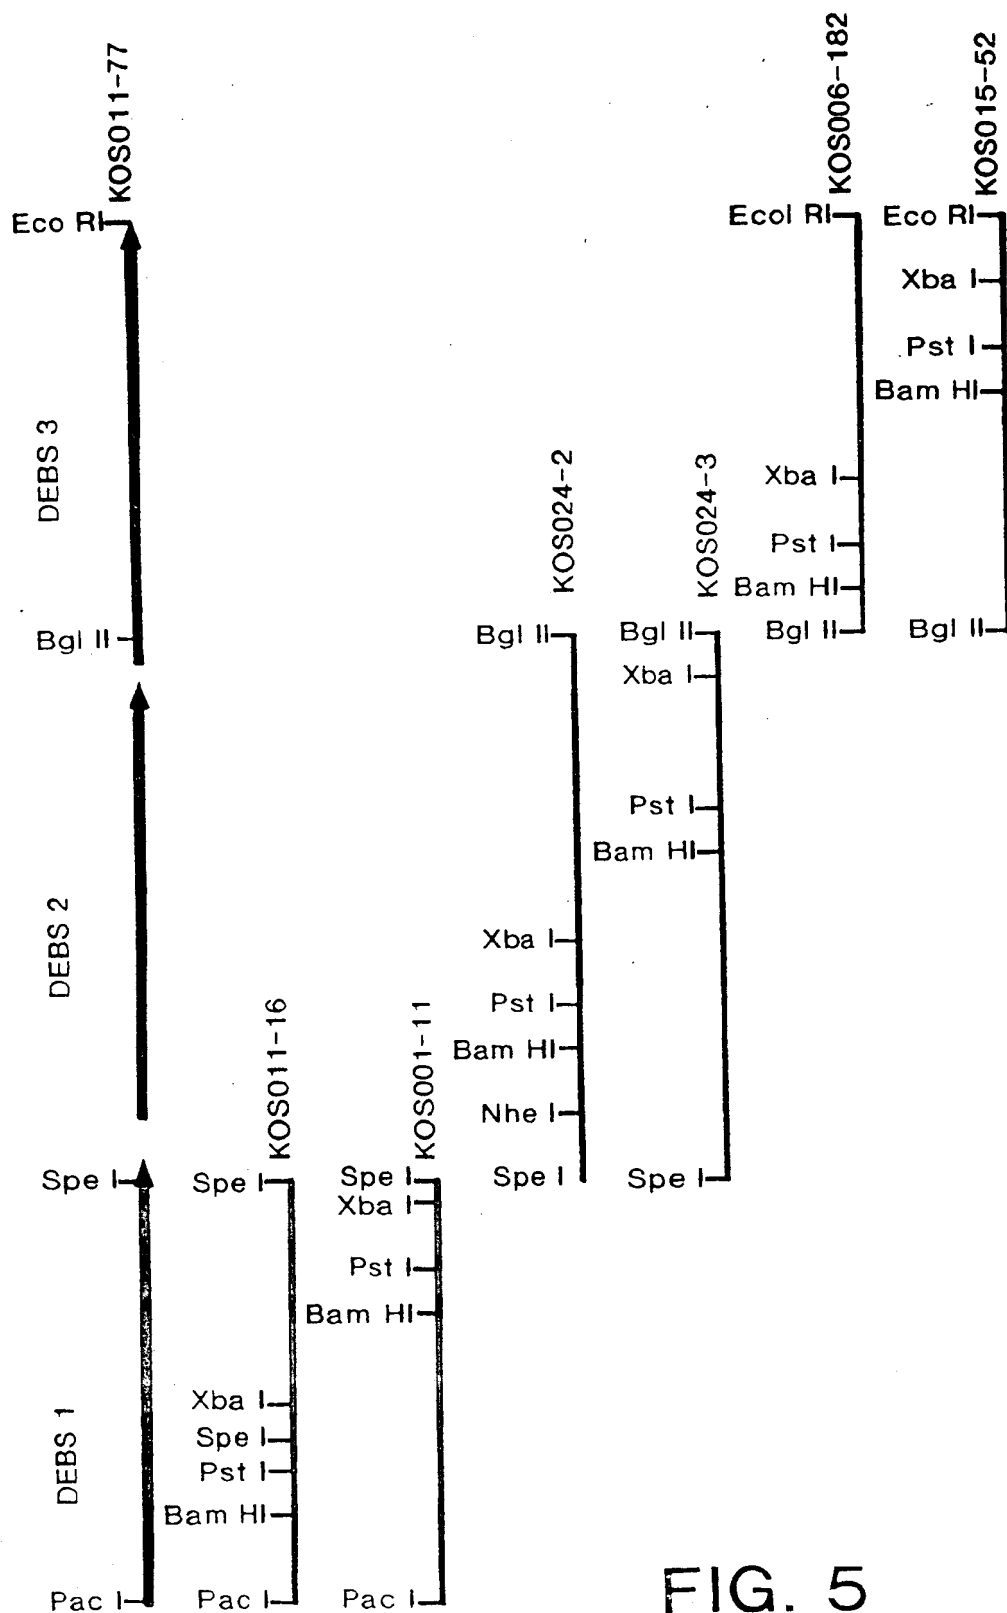 KOS011-77
Eco RI
DEBS 3
Bgl II
DEBS 2
Spe I
DEBS 1
Pac I
KOS011-16
Spe I
Xba I
Spe I
Pst I
Bam HI
Pac I
KOS001-11
Spe I
Xba I
Pst I
Bam HI
Pac I
KOS024-2
Bgl II
Xba I
Pst I
Bam HI
Nhe I
Spe I
KOS024-3
Bgl II
Xba I
Pst I
Bam HI
Spe I
KOS006-182
Ecol RI
Xba I
Pst I
Bam HI
Bgl II
KOS015-52
Eco RI
Xba I
Pst I
Bam HI
Bgl II
FIG. 5